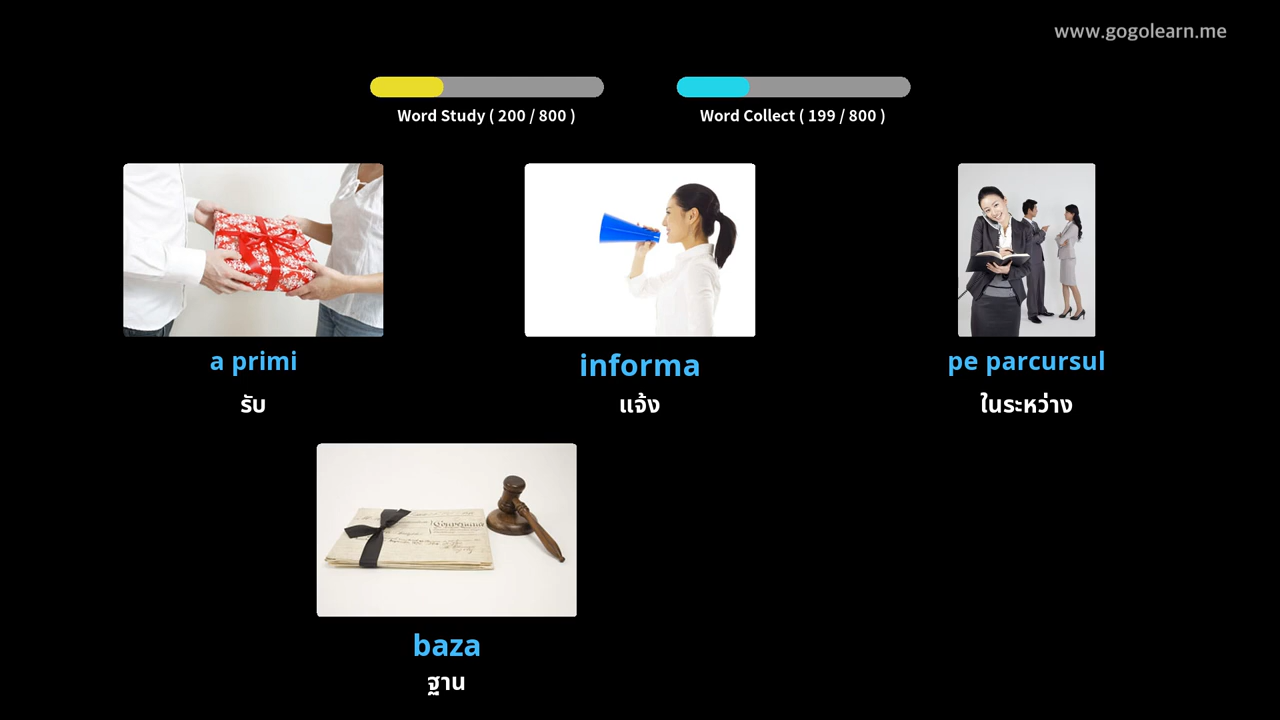 www.gogolearn.me
Word Study ( 200 / 800 )
Word Collect ( 199 / 800 )
a primi
รับ
informa
แจ้ง
pe parcursul
ในระหว่าง
baza
ฐาน